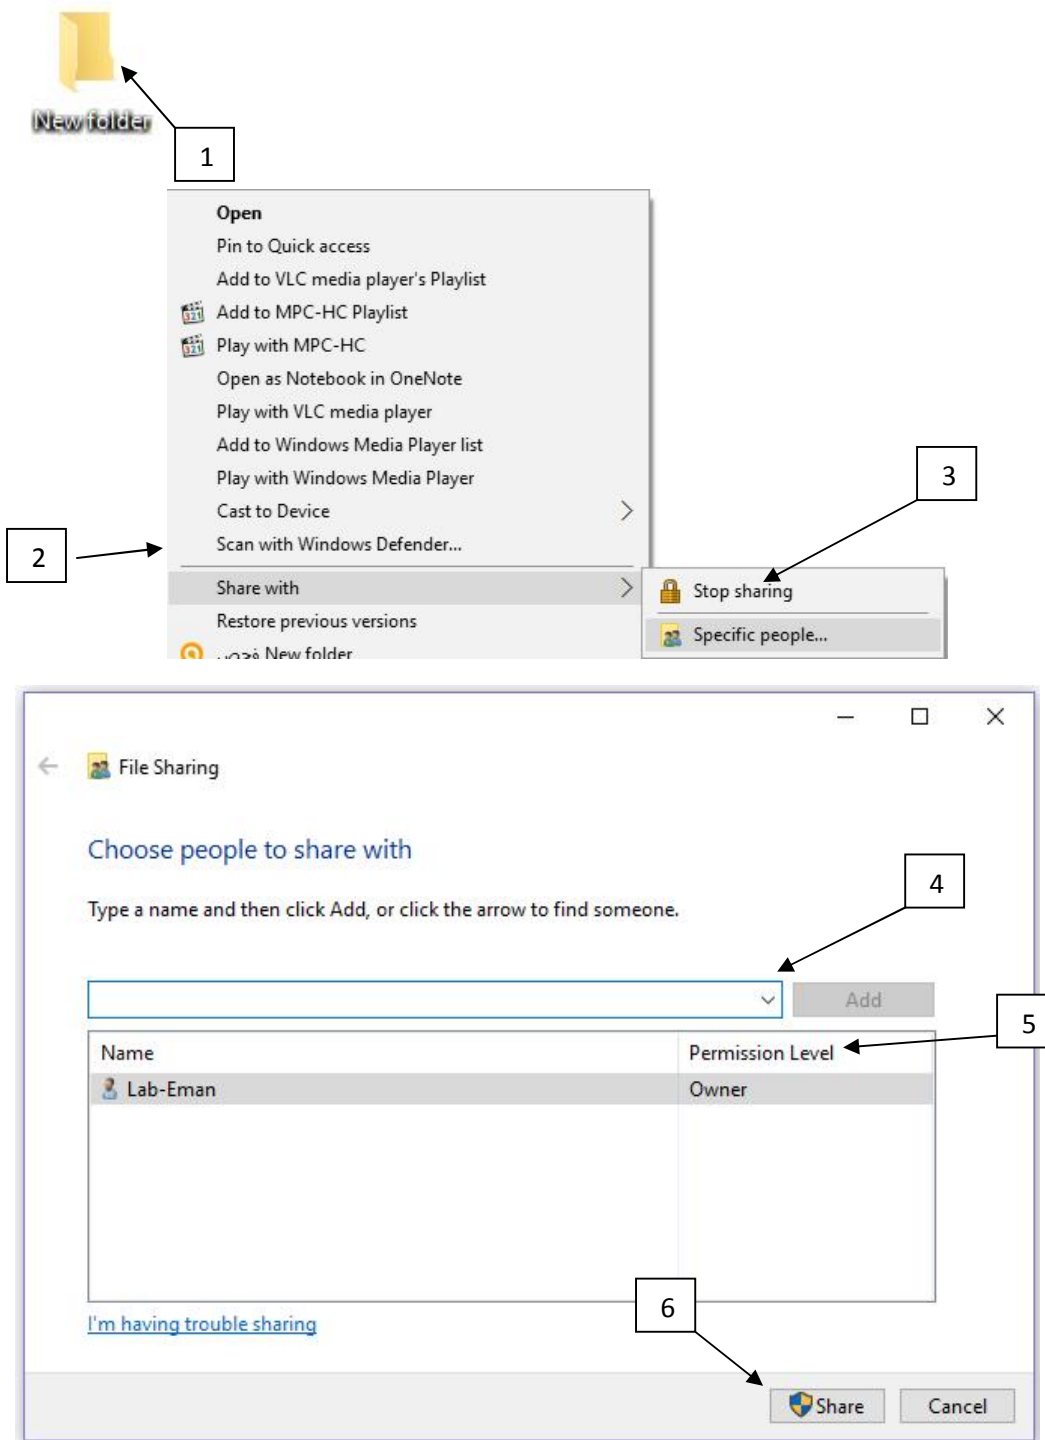 New folder
1
Open
Pin to Quick access
Add to VLC media player's Playlist
Add to MPC-HC Playlist
Play with MPC-HC
Open as Notebook in OneNote
Play with VLC media player
Add to Windows Media Player list
Play with Windows Media Player
3
Cast to Device
2
Scan with Windows Defender...
Share with
Stop sharing
Restore previous versions
Specific people...
New folder فحص
File Sharing
Choose people to share with
4
Type a name and then click Add, or click the arrow to find someone.
Add
5
Name Permission Level
Lab-Eman Owner
6
I'm having trouble sharing
Share Cancel